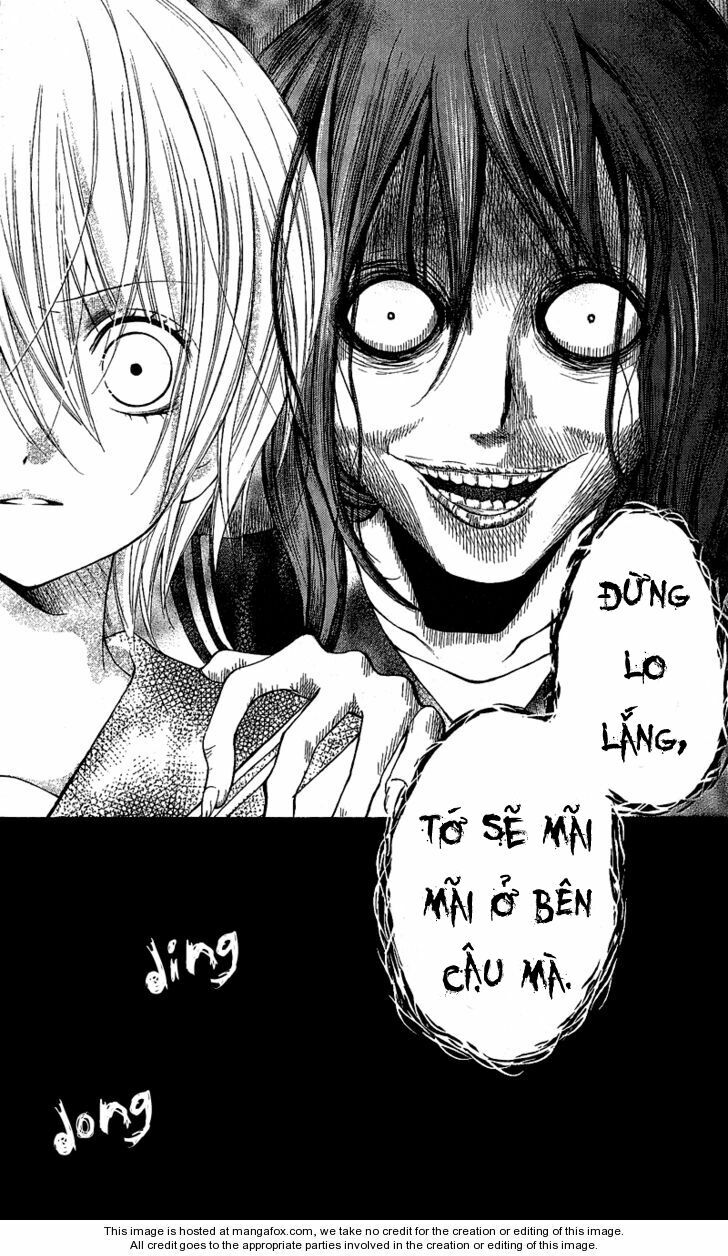 ĐỪNG
LO
LẮNG,
TỚ SẼ MÃI
MÃI Ở BÊN
CẬU MÀ.
ding
dong
This image is hosted at mangafox.com, we take no credit for the creation or editing of this image.
All credit goes to the appropriate parties involved in the creation or editing of this image.